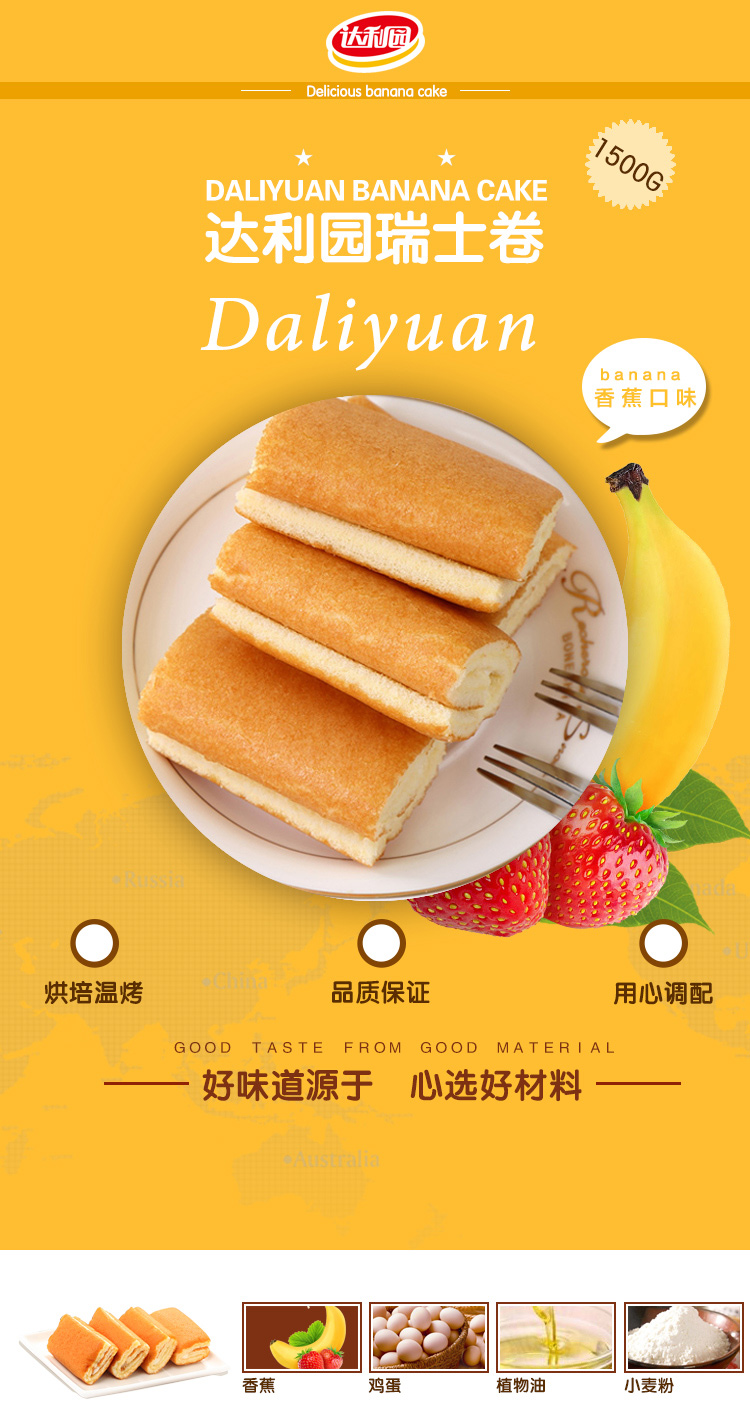 达利园
Delicious banana cake
1500G
DALIYUAN BANANA CAKE
达利园瑞士卷
Daliyuan
banana
香蕉口味
Russia
China
烘培温烤
品质保证
用心调配
GOOD TASTE FROM GOOD MATERIAL
好味道源于 心选好材料
Australia
香蕉
鸡蛋
植物油
小麦粉